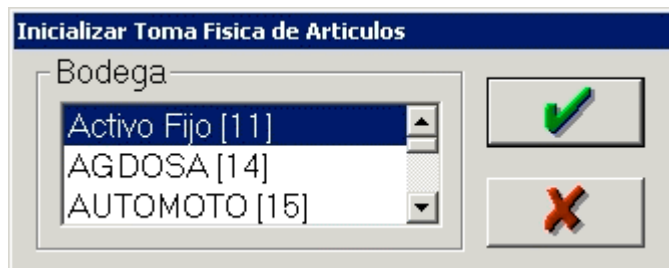 Inicializar Toma Fisica de Articulos
Bodega
Activo Fijo [11]
AGDOSA [14]
AUTOMOTO [15]